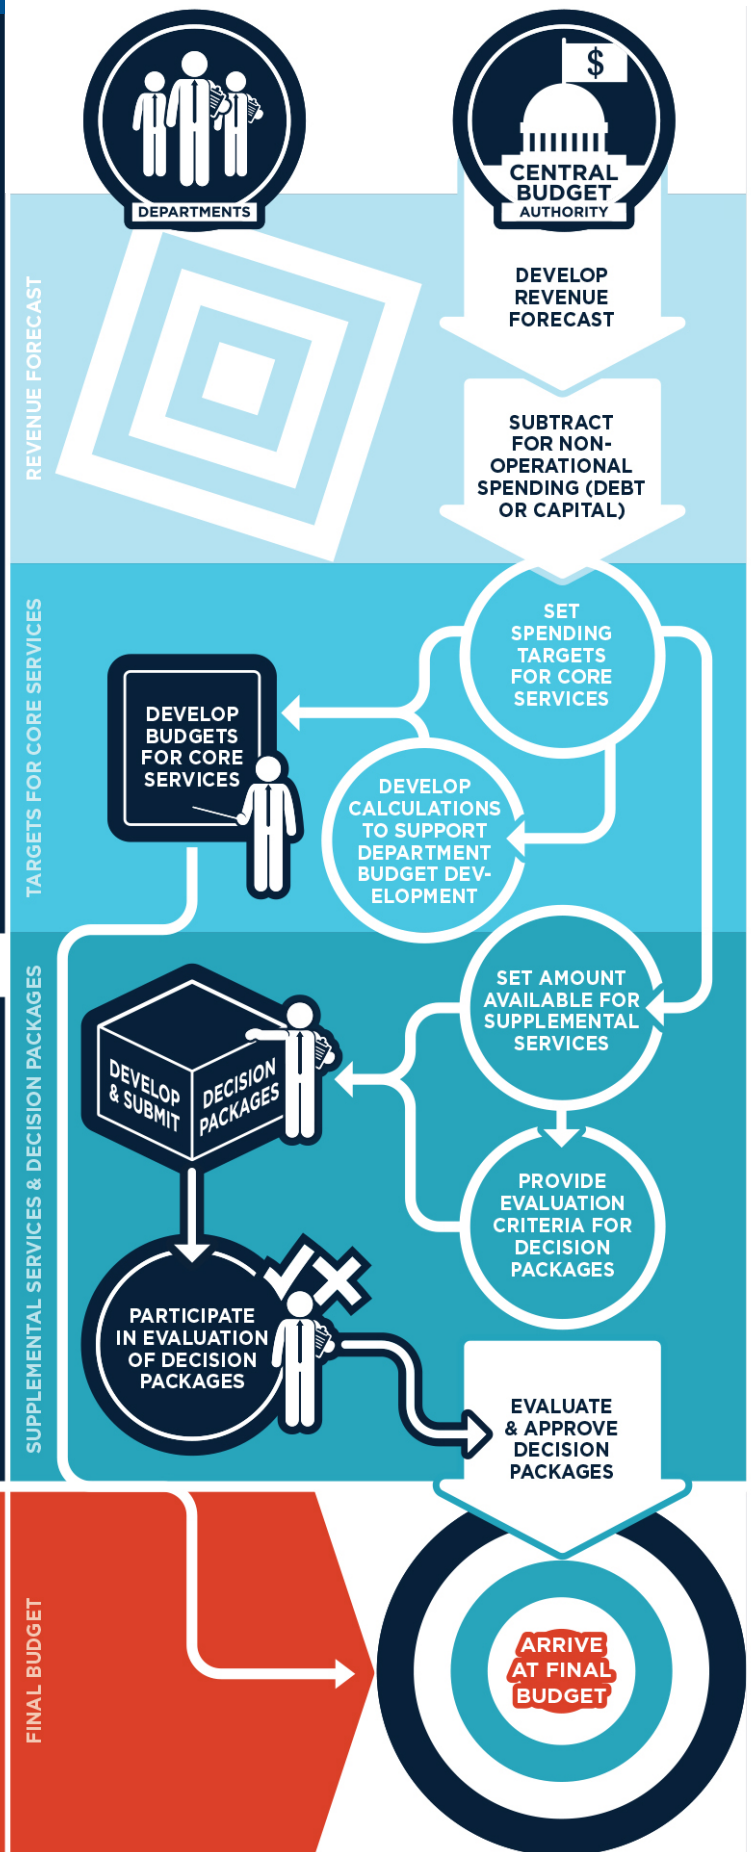 DEPARTMENTS
$
CENTRAL
BUDGET
AUTHORITY
REVENUE FORECAST
DEVELOP
REVENUE
FORECAST
SUBTRACT
FOR NON-
OPERATIONAL
SPENDING (DEBT
OR CAPITAL)
TARGETS FOR CORE SERVICES
SET
SPENDING
TARGETS
FOR CORE
SERVICES
DEVELOP
BUDGETS
FOR CORE
SERVICES
DEVELOP
CALCULATIONS
TO SUPPORT
DEPARTMENT
BUDGET DEV-
ELOPMENT
SUPPLEMENTAL SERVICES & DECISION PACKAGES
SET AMOUNT
AVAILABLE FOR
SUPPLEMENTAL
SERVICES
DEVELOP
& SUBMIT
DECISION
PACKAGES
PROVIDE
EVALUATION
CRITERIA FOR
DECISION
PACKAGES
PARTICIPATE
IN EVALUATION
OF DECISION
PACKAGES
EVALUATE
& APPROVE
DECISION
PACKAGES
FINAL BUDGET
ARRIVE
AT FINAL
BUDGET